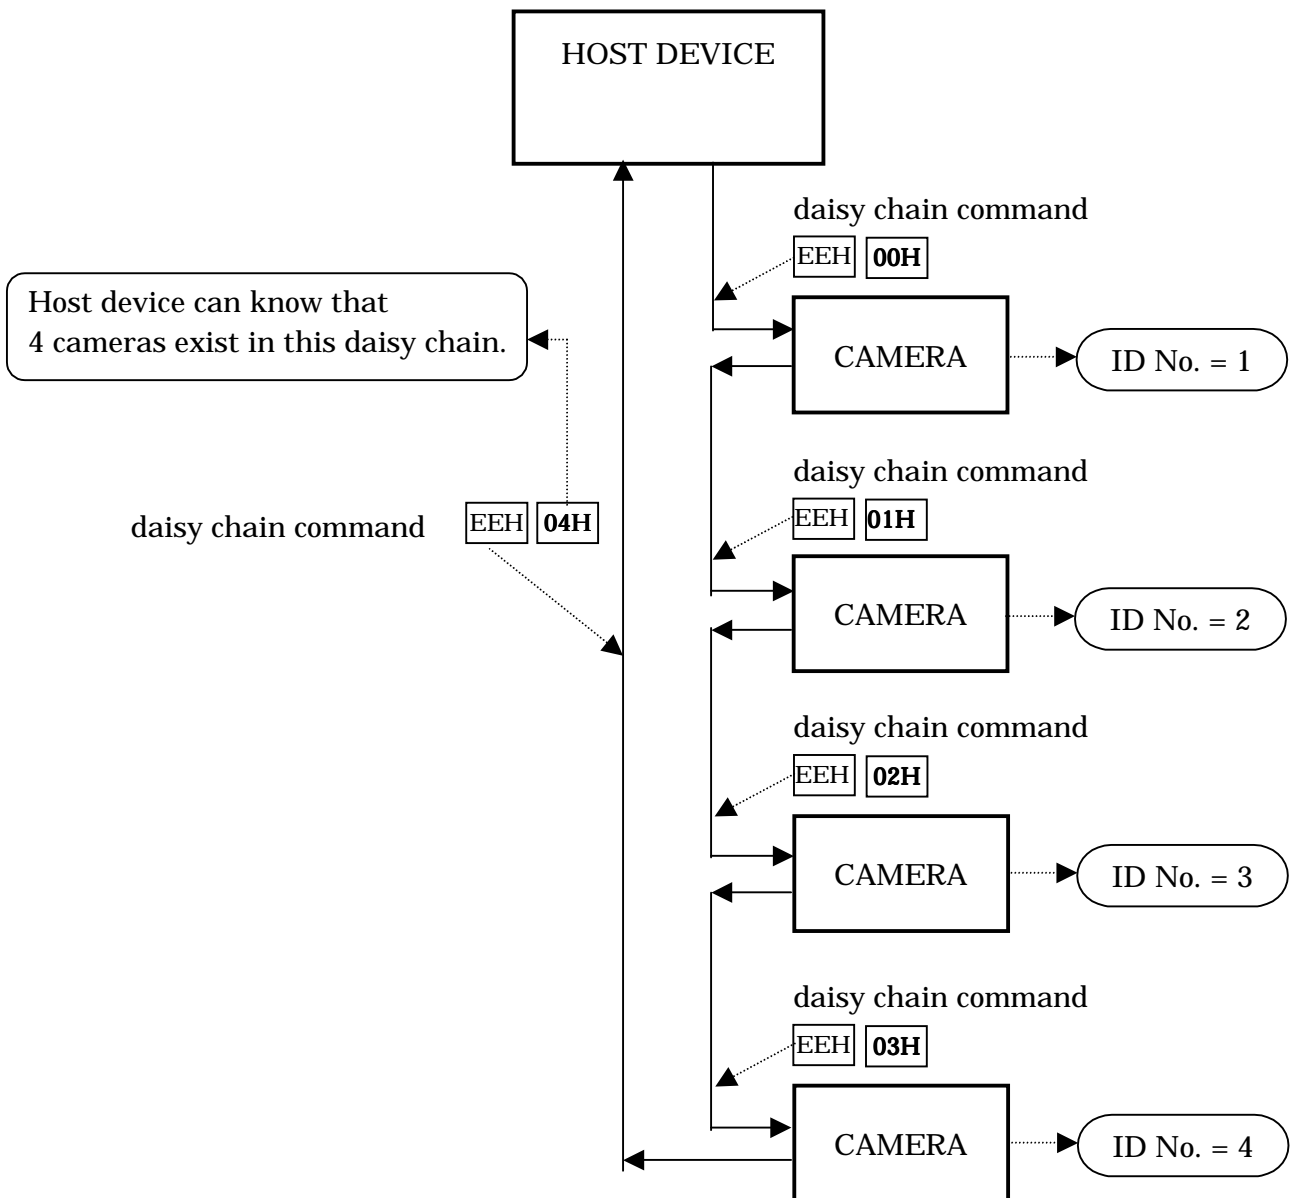 HOST DEVICE
daisy chain command
EEH 00H
Host device can know that
4 cameras exist in this daisy chain.
CAMERA
ID No. = 1
daisy chain command
EEH 01H
daisy chain command
EEH 04H
CAMERA
ID No. = 2
daisy chain command
EEH 02H
CAMERA
ID No. = 3
daisy chain command
EEH 03H
CAMERA
ID No. = 4